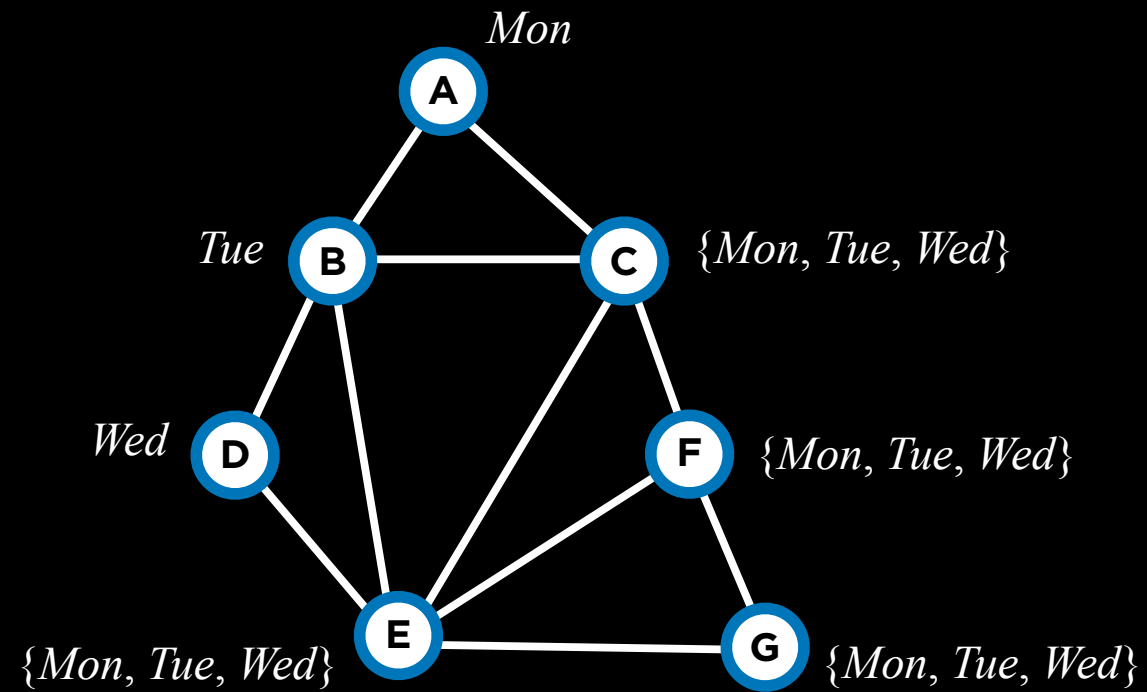 Mon
A
Tue
B
C
{Mon, Tue, Wed}
Wed
D
F
{Mon, Tue, Wed}
E
{Mon, Tue, Wed}
G
{Mon, Tue, Wed}